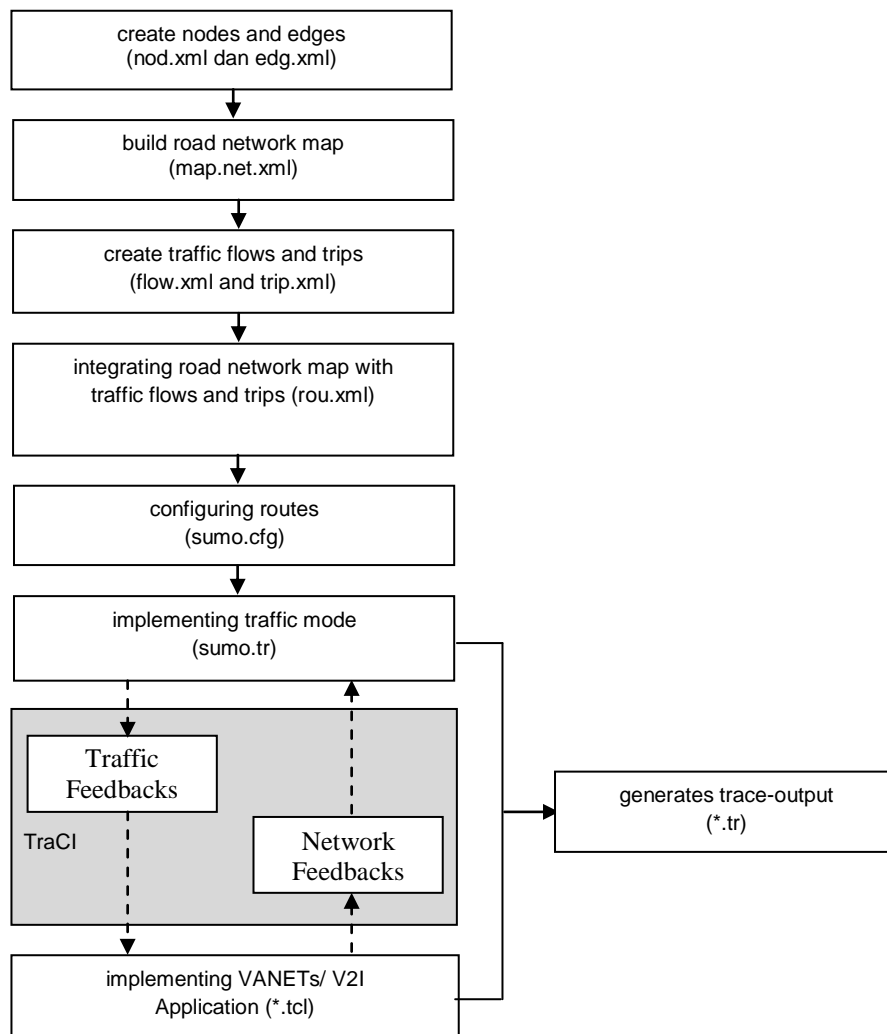 create nodes and edges
(nod.xml dan edg.xml)
build road network map
(map.net.xml)
create traffic flows and trips
(flow.xml and trip.xml)
integrating road network map with
traffic flows and trips (rou.xml)
configuring routes
(sumo.cfg)
implementing traffic mode
(sumo.tr)
Traffic
Feedbacks
TraCI
Network
Feedbacks
generates trace-output
(*.tr)
implementing VANETs/ V2I
Application (*.tcl)